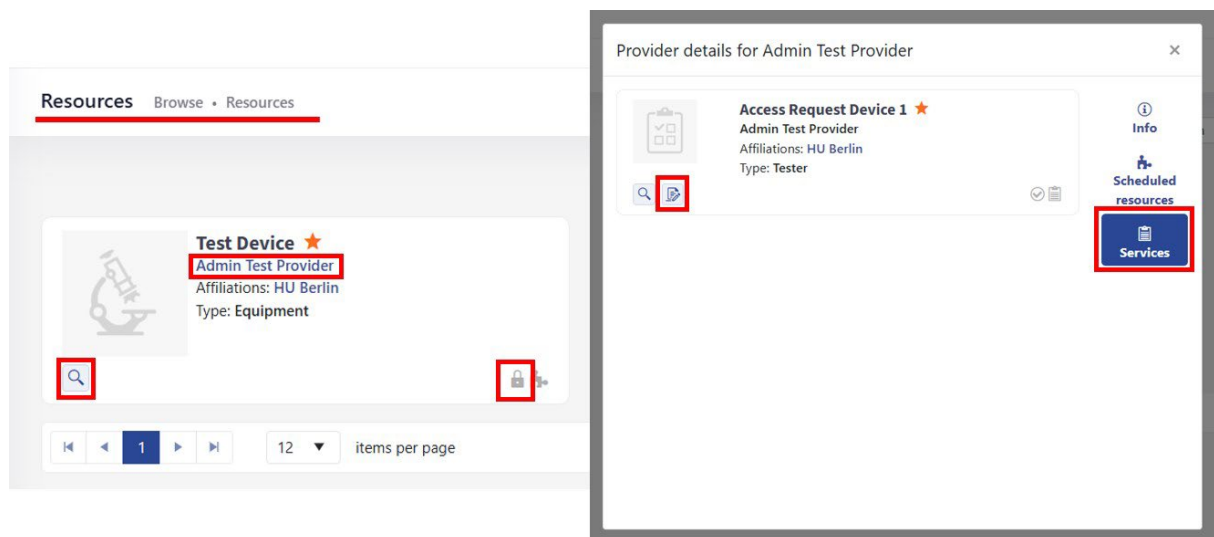 Resources Browse • Resources
Test Device
Admin Test Provider
Affiliations: HU Berlin
Type: Equipment
1
12
items per page
Provider details for Admin Test Provider
Access Request Device 1
Admin Test Provider
Affiliations: HU Berlin
Type: Tester
Info
Scheduled
resources
Services